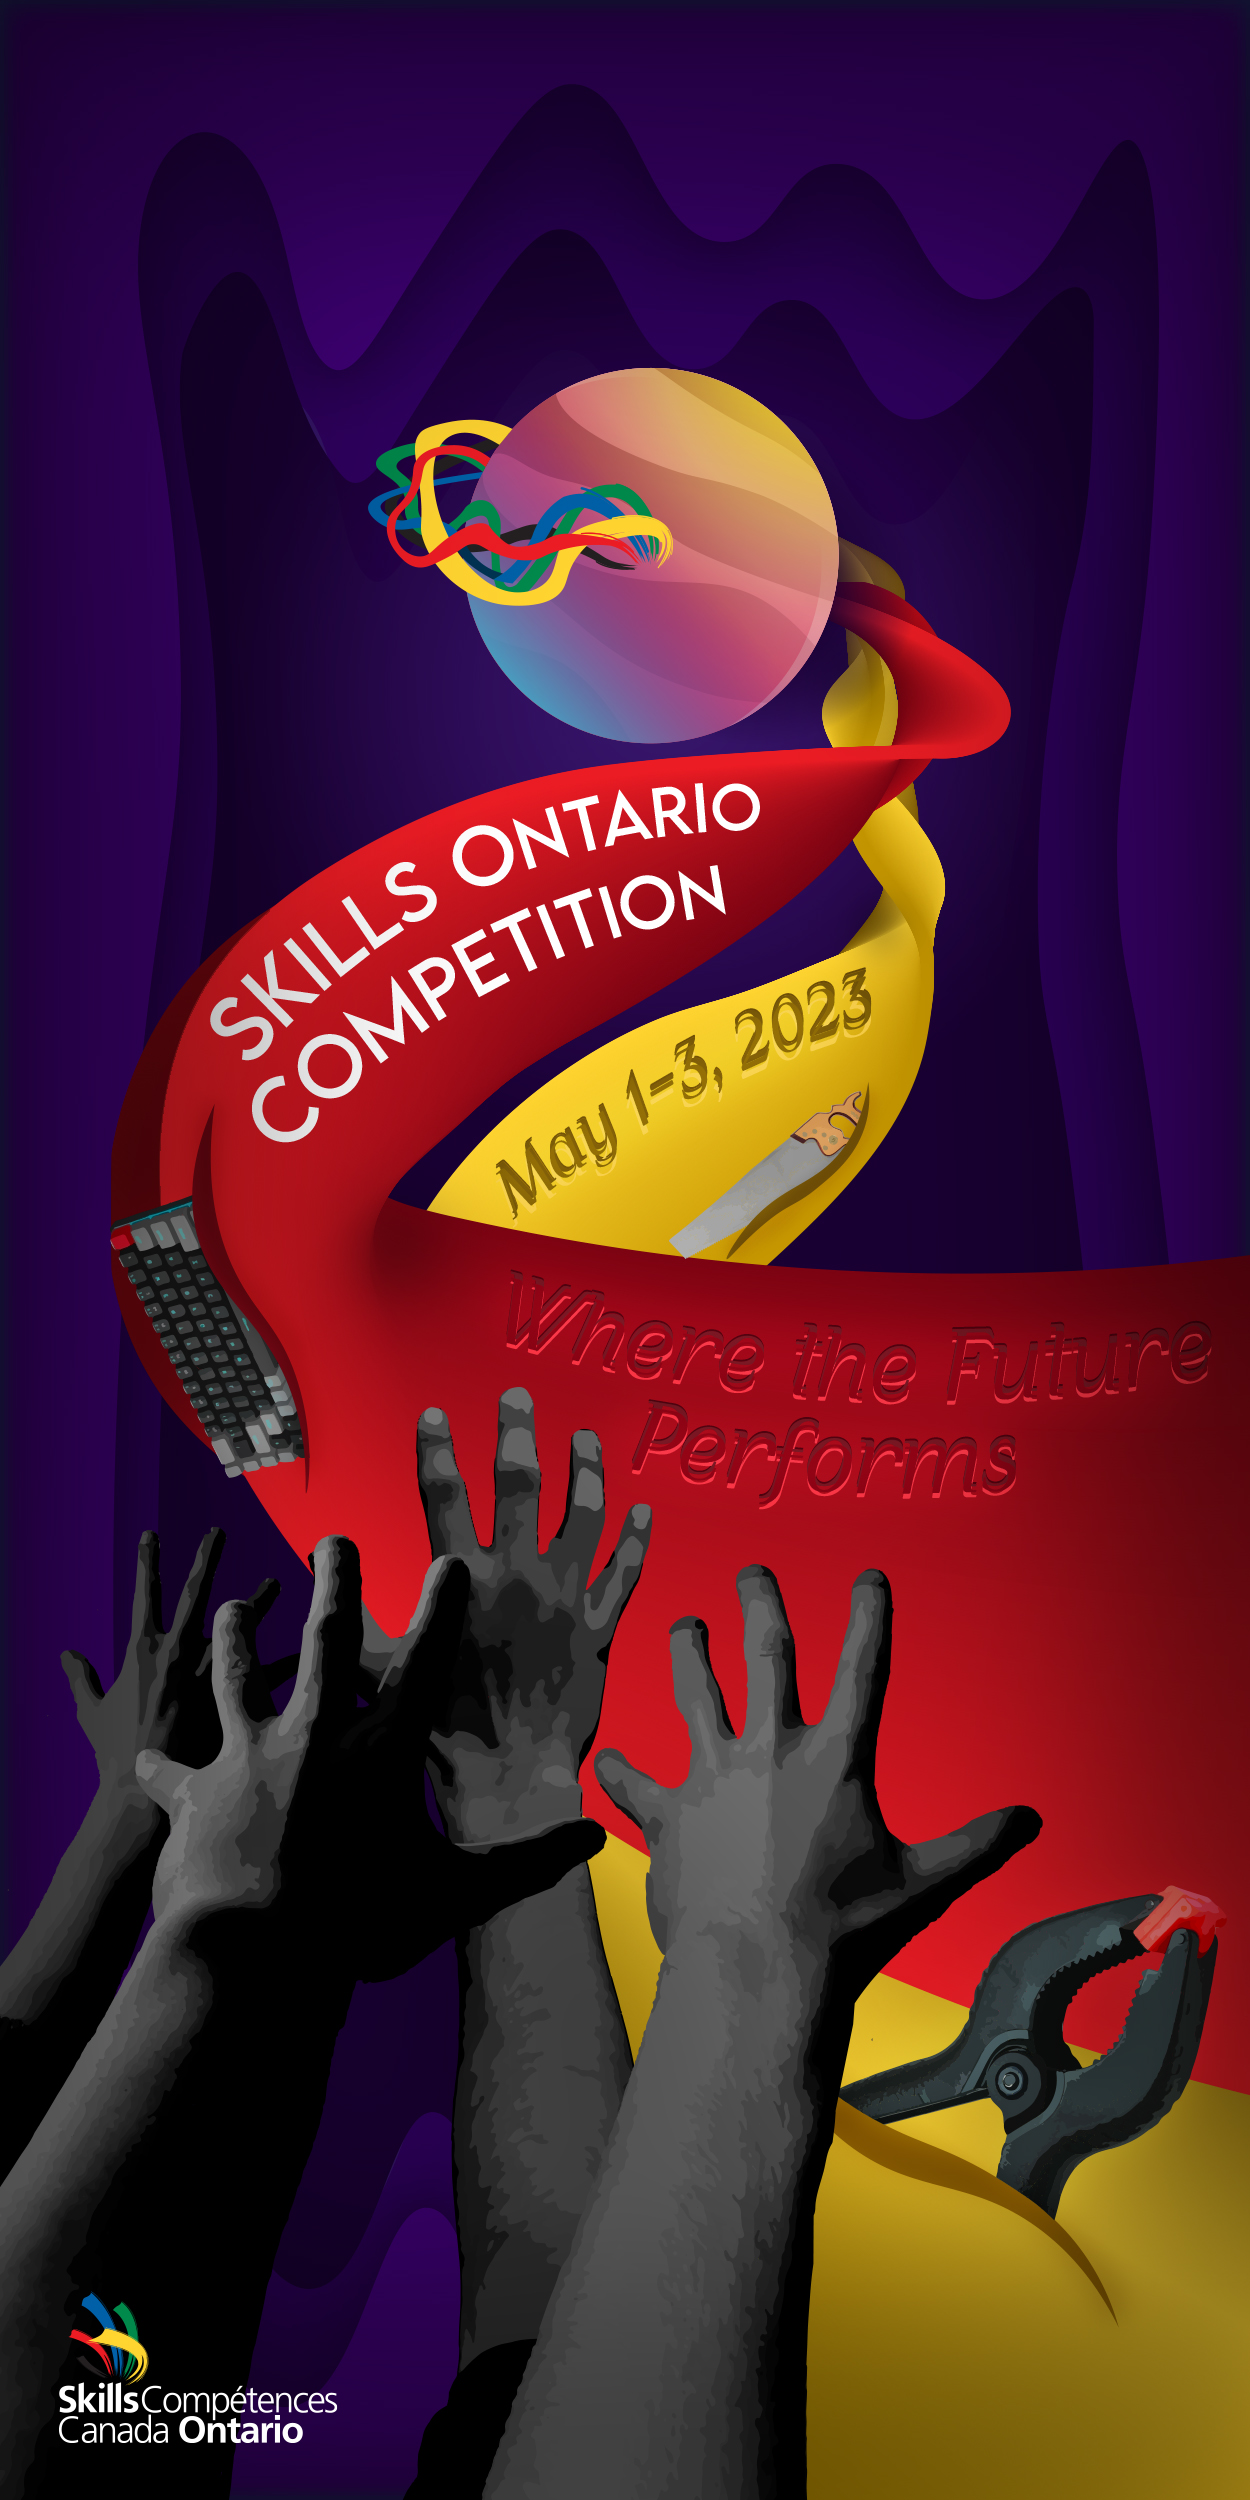 SKILLS ONTARIO
COMPETITION
May 1-3, 2023
Where the Future
Performs
Skills Compétences
Canada Ontario